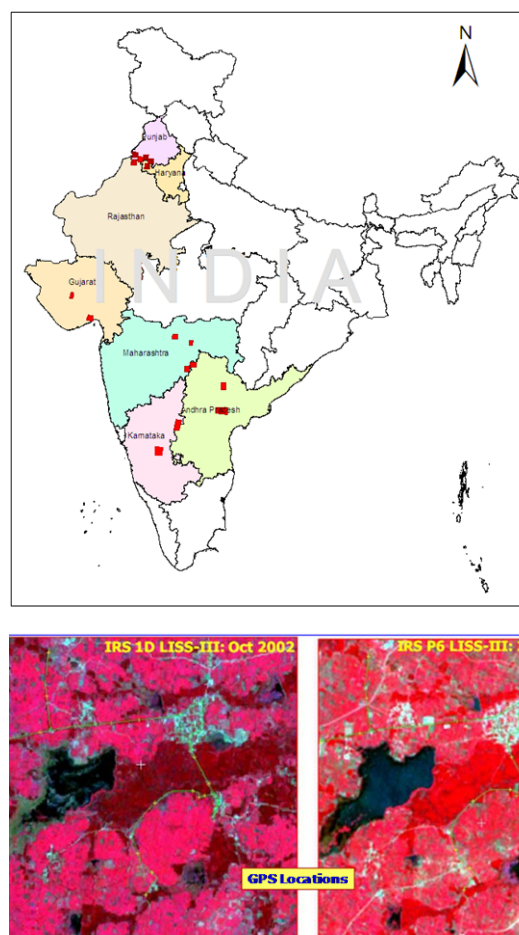 N
Punjab
Haryana
Rajasthan
INDIA
Gujarat
Maharashtra
Andhra Pradesh
Karnataka
IRS 1D LISS-III: Oct 2002
IRS P6 LISS-III:
GPS Locations